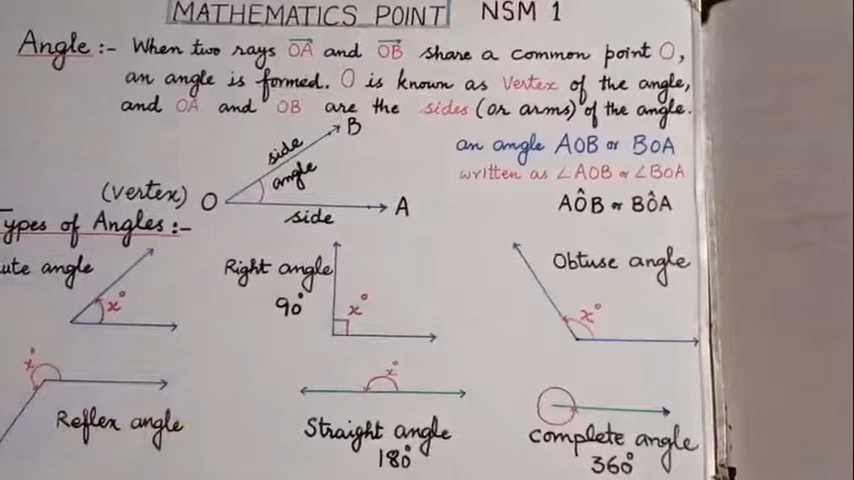 MATHEMATICS POINT NSM 1
Angle :- When two rays OA and OB share a common point O,
an angle is formed. O is known as Vertex of the angle,
and OA and OB are the sides (or arms) of the angle.
B
side
angle
(Vertex) O
A
side
an angle AOB or BOA
written as ∠AOB or ∠BOA
AÔB or BÔA
ypes of Angles :-
ute angle
x°
Right angle
90°
x°
Obtuse angle
x°
x°
Reflex angle
x°
Straight angle
180°
Complete angle
360°